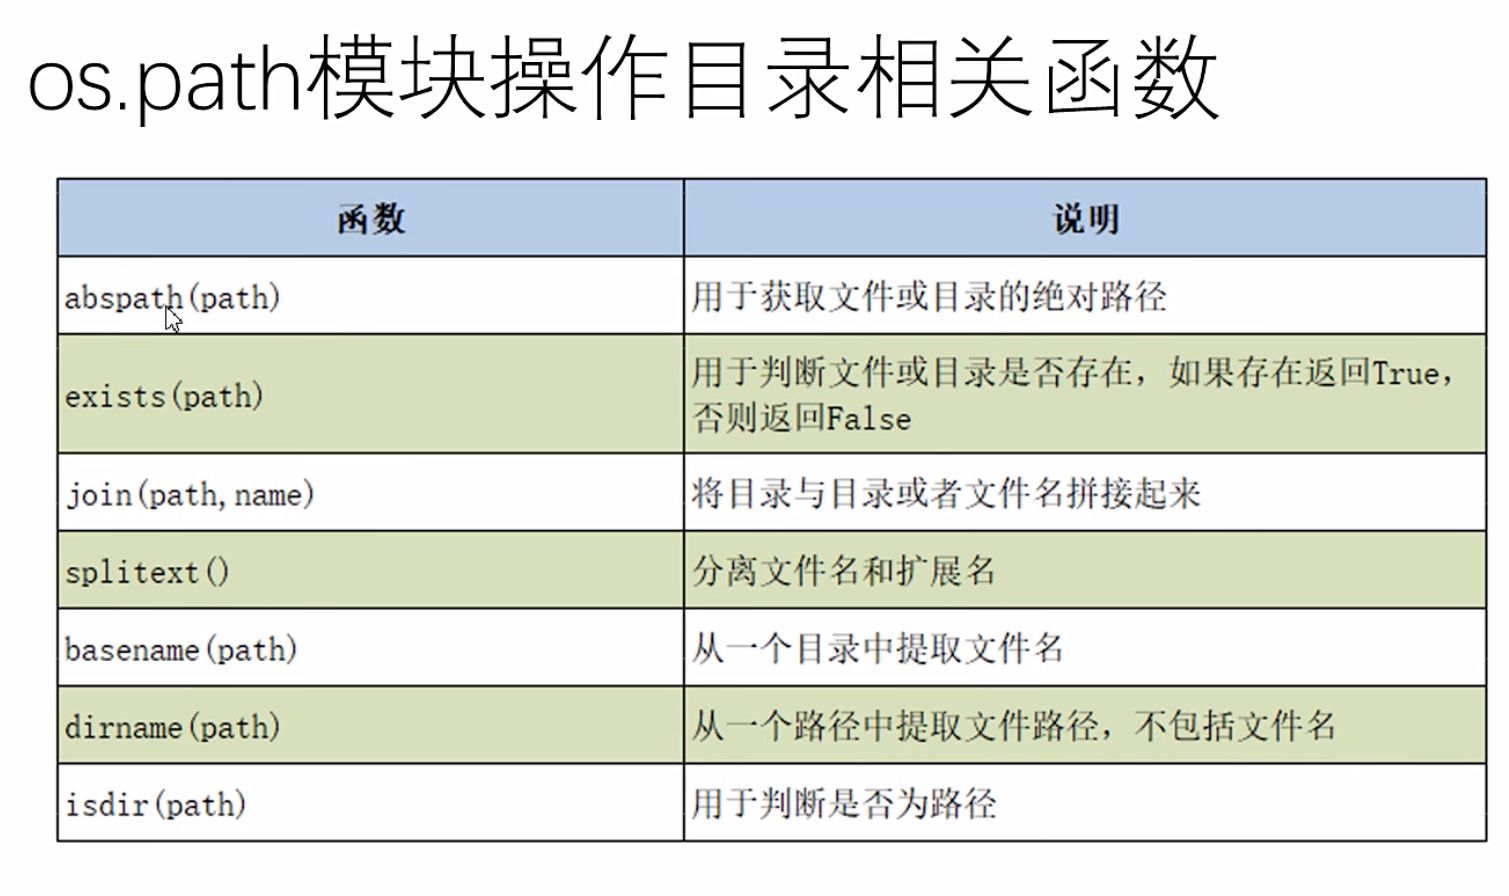 os.path模块操作目录相关函数
函数 说明
abspath(path) 用于获取文件或目录的绝对路径
exists(path) 用于判断文件或目录是否存在，如果存在返回True，
否则返回False
join(path,name) 将目录与目录或者文件名拼接起来
splitext() 分离文件名和扩展名
basename(path) 从一个目录中提取文件名
dirname(path) 从一个路径中提取文件路径，不包括文件名
isdir(path) 用于判断是否为路径